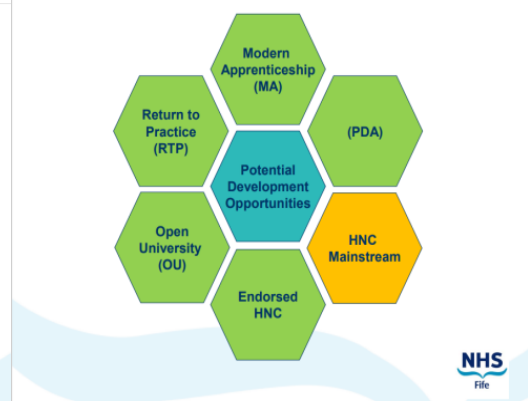 Modern
Apprenticeship
(MA)
Return to
Practice
(RTP)
(PDA)
Potential
Development
Opportunities
Open
University
(OU)
HNC
Mainstream
Endorsed
HNC
NHS
Fife